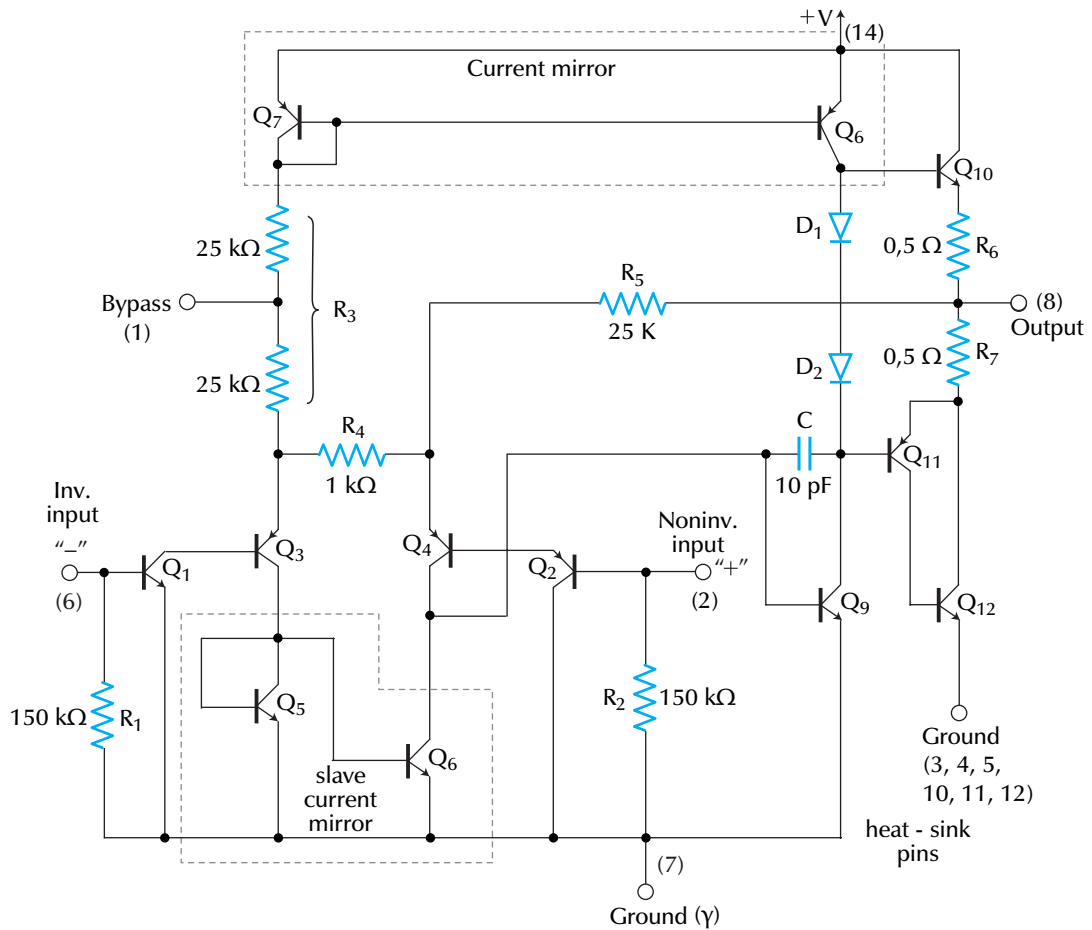 +V
(14)
Current mirror
Q7
Q6
Q10
25 kΩ
D1
0,5 Ω
R6
R5
Bypass
(1)
R3
25 K
(8)
Output
25 kΩ
D2
0,5 Ω
R7
R4
C
1 kΩ
10 pF
Q11
Inv.
input
“–”
(6)
Q1
Q3
Q4
Q2
Noninv.
input
“+”
(2)
Q9
Q12
150 kΩ
R1
Q5
R2
150 kΩ
Q6
slave
current
mirror
Ground
(3, 4, 5,
10, 11, 12)
heat - sink
pins
(7)
Ground (γ)